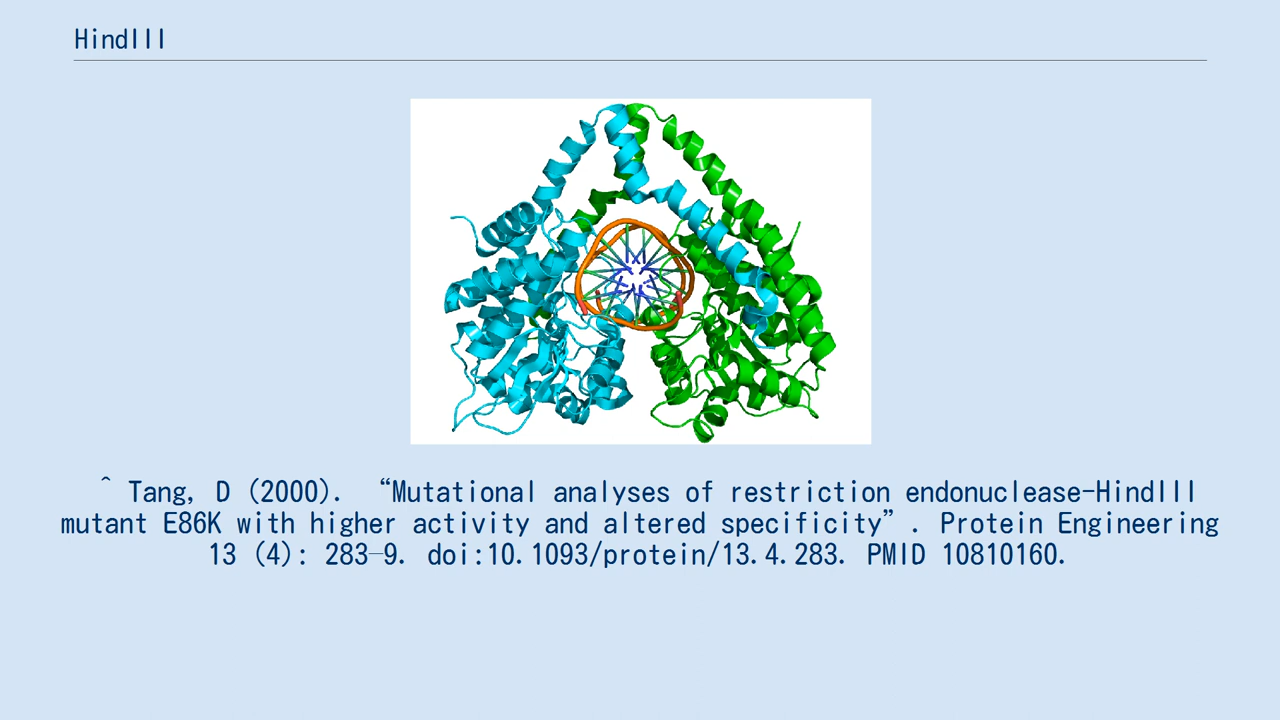 HindIII
^ Tang, D (2000). “Mutational analyses of restriction endonuclease-HindIII
mutant E86K with higher activity and altered specificity”. Protein Engineering
13 (4): 283–9. doi:10.1093/protein/13.4.283. PMID 10810160.